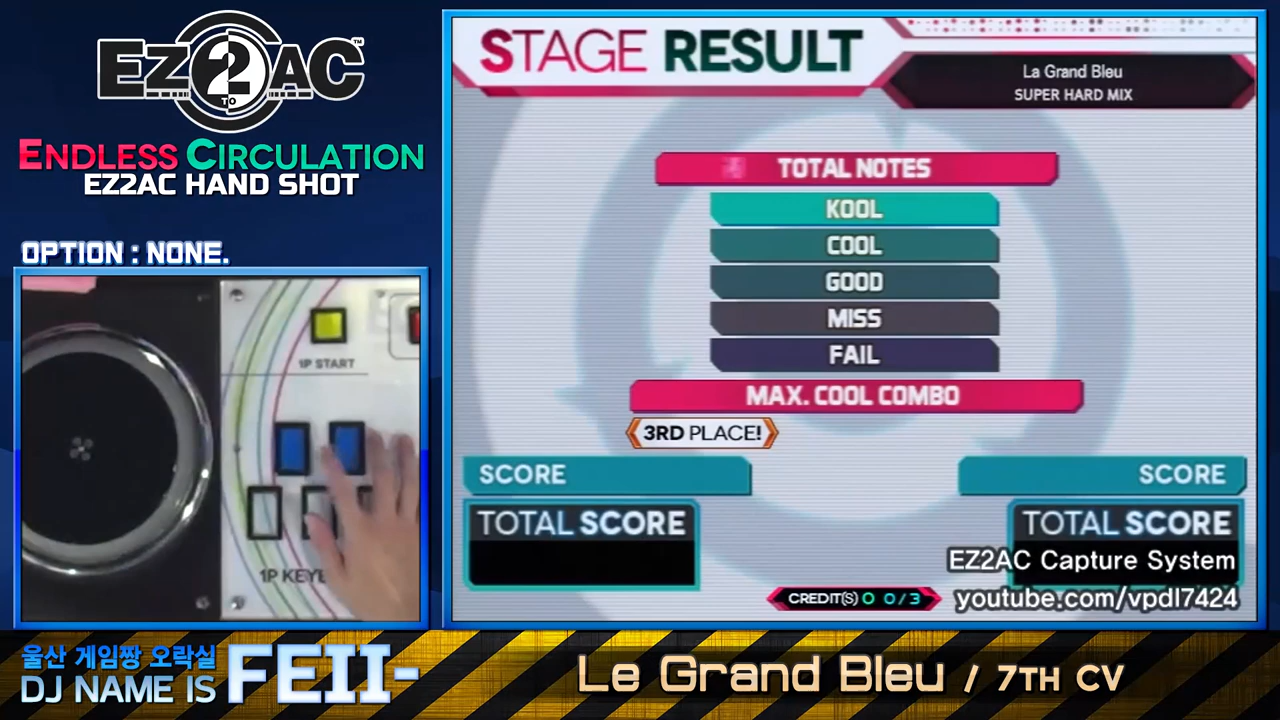 EZ2AC™
TO
ENDLESS CIRCULATION
EZ2AC HAND SHOT
OPTION : NONE.
1P START
1P KEYB
STAGE RESULT
La Grand Bleu
SUPER HARD MIX
TOTAL NOTES
KOOL
COOL
GOOD
MISS
FAIL
MAX. COOL COMBO
3RD PLACE!
SCORE
SCORE
TOTAL SCORE
TOTAL SCORE
EZ2AC Capture System
CREDIT(S) 0 0/3
youtube.com/vpdl7424
울산 게임짱 오락실
DJ NAME IS FEII-
Le Grand Bleu / 7TH CV